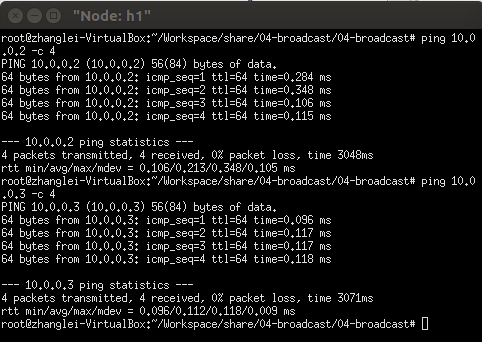 "Node: h1"
root@zhanglei-VirtualBox:~/Workspace/share/04-broadcast/04-broadcast# ping 10.0
.0.2 -c 4
PING 10.0.0.2 (10.0.0.2) 56(84) bytes of data.
64 bytes from 10.0.0.2: icmp_seq=1 ttl=64 time=0.284 ms
64 bytes from 10.0.0.2: icmp_seq=2 ttl=64 time=0.348 ms
64 bytes from 10.0.0.2: icmp_seq=3 ttl=64 time=0.106 ms
64 bytes from 10.0.0.2: icmp_seq=4 ttl=64 time=0.115 ms

--- 10.0.0.2 ping statistics ---
4 packets transmitted, 4 received, 0% packet loss, time 3048ms
rtt min/avg/max/mdev = 0.106/0.213/0.348/0.105 ms
root@zhanglei-VirtualBox:~/Workspace/share/04-broadcast/04-broadcast# ping 10.0
.0.3 -c 4
PING 10.0.0.3 (10.0.0.3) 56(84) bytes of data.
64 bytes from 10.0.0.3: icmp_seq=1 ttl=64 time=0.096 ms
64 bytes from 10.0.0.3: icmp_seq=2 ttl=64 time=0.117 ms
64 bytes from 10.0.0.3: icmp_seq=3 ttl=64 time=0.117 ms
64 bytes from 10.0.0.3: icmp_seq=4 ttl=64 time=0.118 ms

--- 10.0.0.3 ping statistics ---
4 packets transmitted, 4 received, 0% packet loss, time 3071ms
rtt min/avg/max/mdev = 0.096/0.112/0.118/0.009 ms
root@zhanglei-VirtualBox:~/Workspace/share/04-broadcast/04-broadcast#